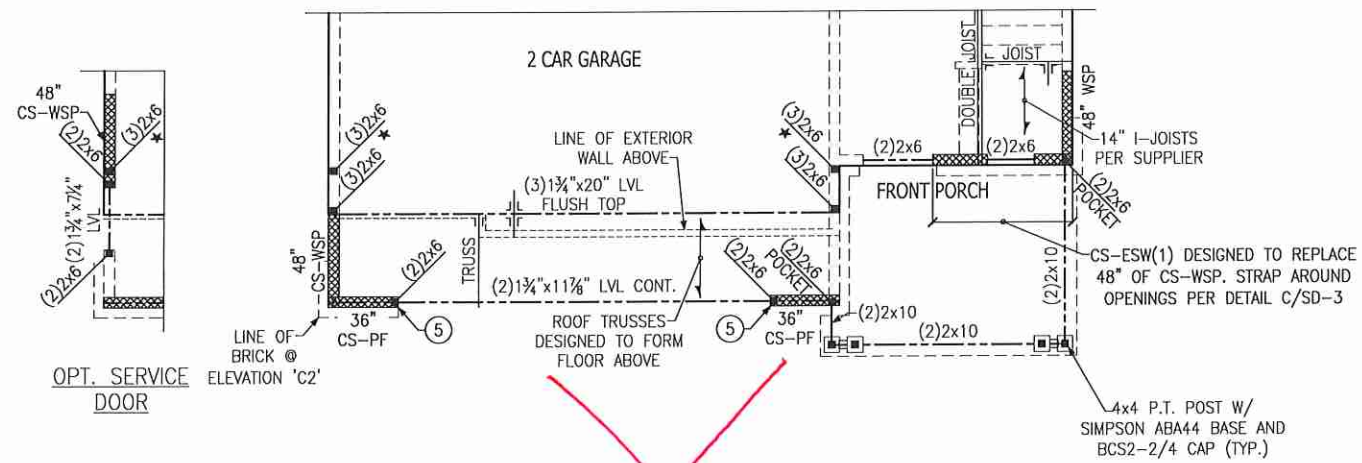 48"
CS-WSP
(2)2x6
(3)2x6
★
(2)1¾"x7¼"
LVL
(2)2x6
OPT. SERVICE
DOOR
2 CAR GARAGE
(3)2x6
★
(3)2x6
LINE OF EXTERIOR
WALL ABOVE
(3)1¾"x20" LVL
FLUSH TOP
★
(3)2x6
(3)2x6
48"
CS-WSP
TRUSS
(2)2x6
(2)1¾"x11⅞" LVL CONT.
(2)2x6
(2)2x6
POCKET
36"
CS-PF
5
ROOF TRUSSES
DESIGNED TO FORM
FLOOR ABOVE
5
36"
CS-PF
LINE OF
BRICK @
ELEVATION 'C2'
DOUBLE JOIST
JOIST
48" WSP
14" I-JOISTS
PER SUPPLIER
(2)2x6
(2)2x6
FRONT PORCH
(2)2x6
POCKET
CS-ESW(1) DESIGNED TO REPLACE
48" OF CS-WSP. STRAP AROUND
OPENINGS PER DETAIL C/SD-3
(2)2x10
(2)2x10
(2)2x10
4x4 P.T. POST W/
SIMPSON ABA44 BASE AND
BCS2-2/4 CAP (TYP.)